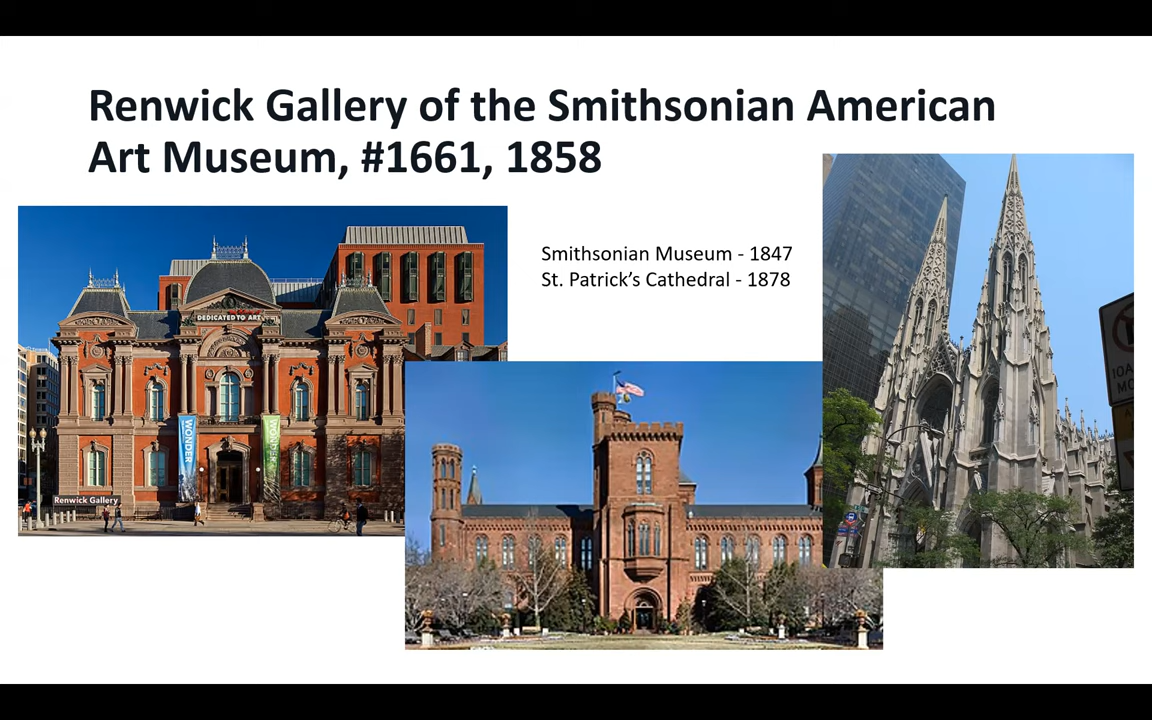 Renwick Gallery of the Smithsonian American
Art Museum, #1661, 1858
Smithsonian Museum - 1847
St. Patrick’s Cathedral - 1878
DEDICATED TO ART
WONDER
WONDER
Renwick Gallery